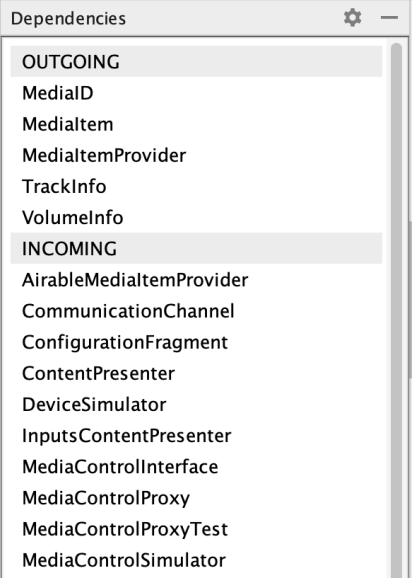 Dependencies
OUTGOING
MediaID
MediaItem
MediaItemProvider
TrackInfo
VolumeInfo
INCOMING
AirableMediaItemProvider
CommunicationChannel
ConfigurationFragment
ContentPresenter
DeviceSimulator
InputsContentPresenter
MediaControlInterface
MediaControlProxy
MediaControlProxyTest
MediaControlSimulator